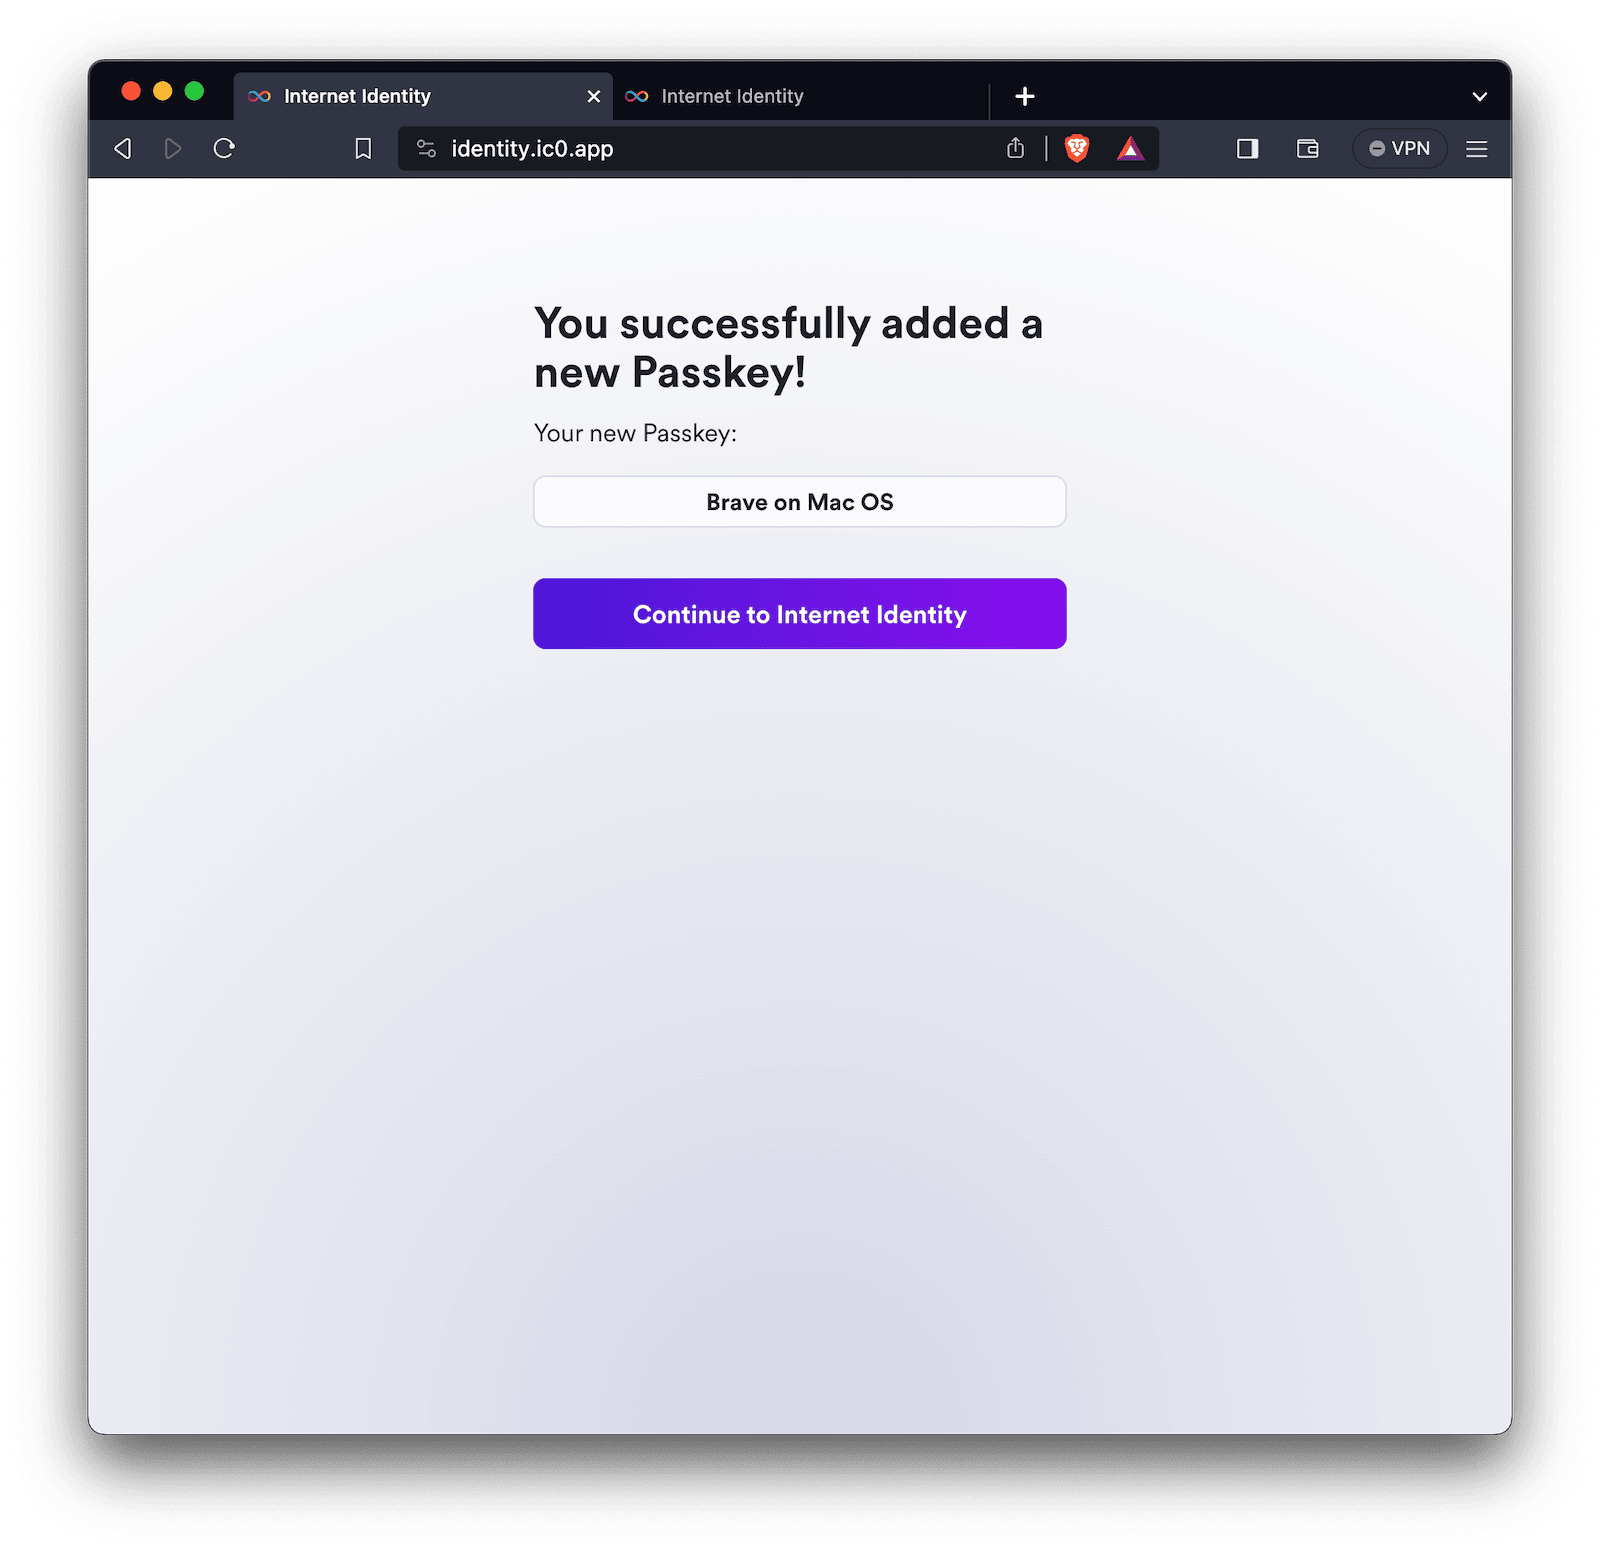 Internet Identity
Internet Identity
identity.ic0.app
VPN
You successfully added a
new Passkey!
Your new Passkey:
Brave on Mac OS
Continue to Internet Identity